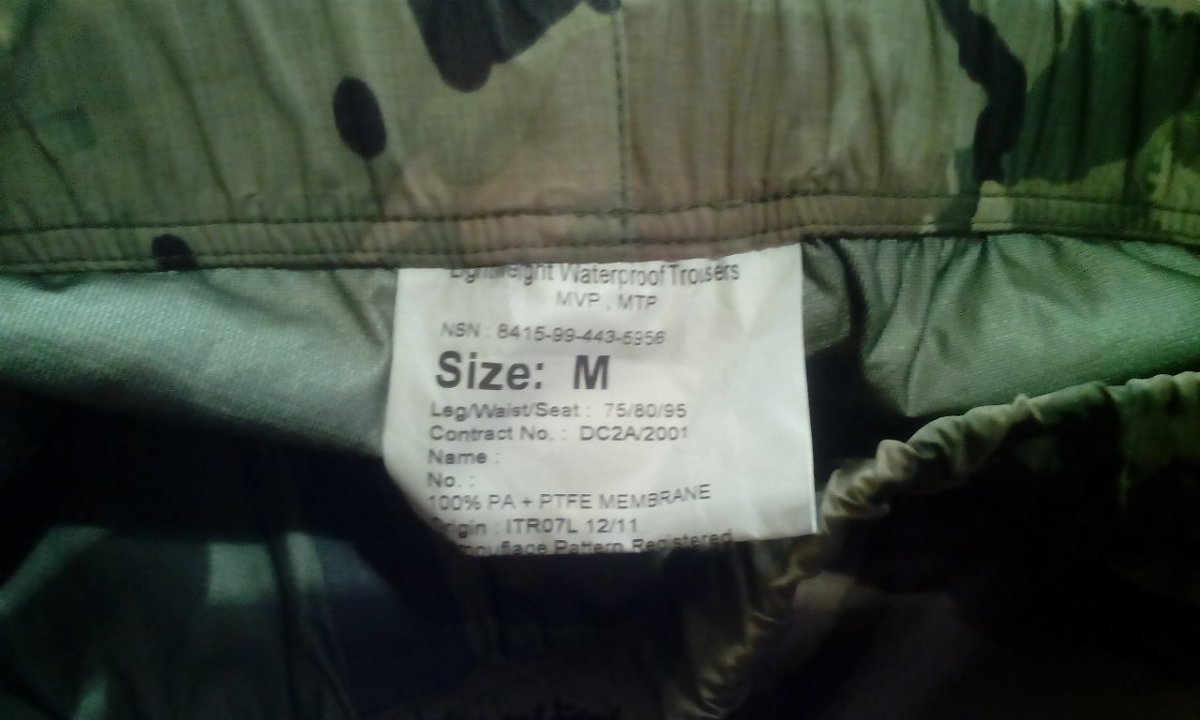 Lightweight Waterproof Trousers
MVP , MTP
NSN : 8415-99-443-5956
Size: M
Leg/Waist/Seat : 75/80/95
Contract No. : DC2A/2001
Name :
No. :
100% PA + PTFE MEMBRANE
Origin : ITR07L 12/11
Camouflage Pattern Registered